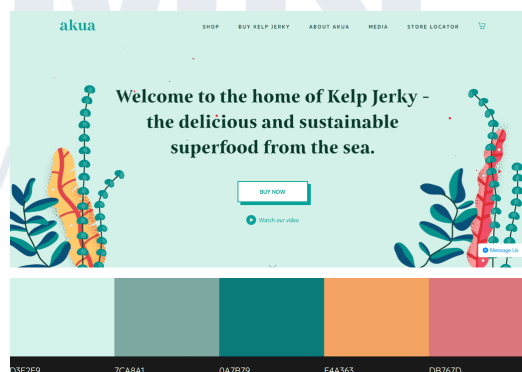 akua
SHOP BUY KELP JERKY ABOUT AKUA MEDIA STORE LOCATOR
Welcome to the home of Kelp Jerky -
the delicious and sustainable
superfood from the sea.
BUY NOW
Watch our video
Message Us
D3F2E9 7CA8A1 0A7B79 F4A363 DB767D